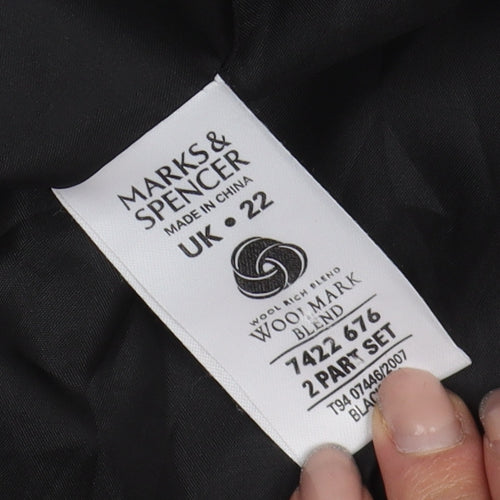 MARKS &
SPENCER
MADE IN CHINA
UK • 22
WOOL RICH BLEND
WOOLMARK
BLEND
7422 676
2 PART SET
T94 07446/2007
BLACK